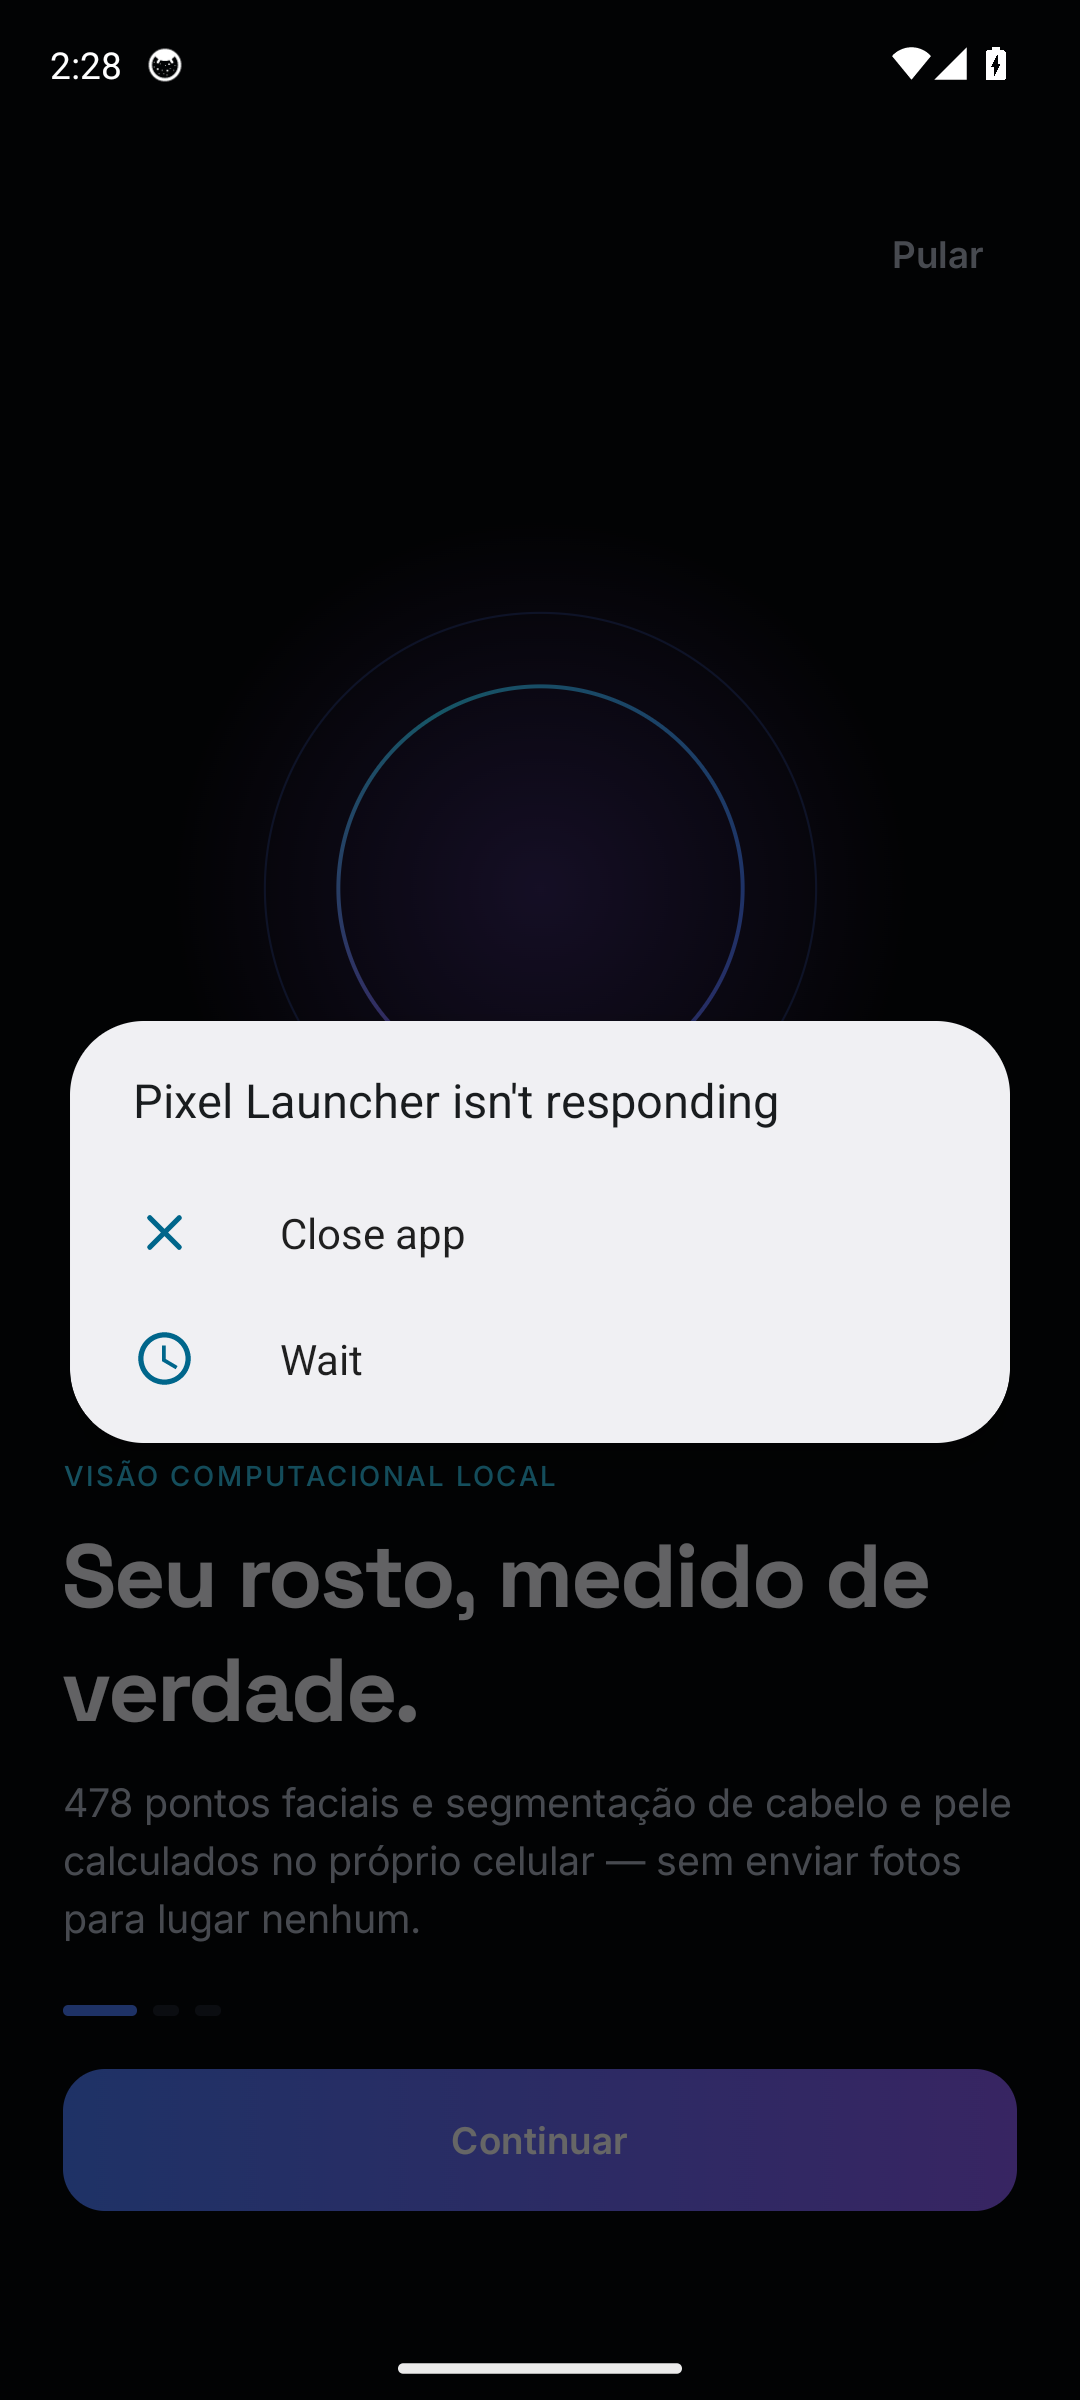 2:28
Pular
Pixel Launcher isn't responding
Close app
Wait
VISÃO COMPUTACIONAL LOCAL
Seu rosto, medido de
verdade.
478 pontos faciais e segmentação de cabelo e pele
calculados no próprio celular — sem enviar fotos
para lugar nenhum.
Continuar